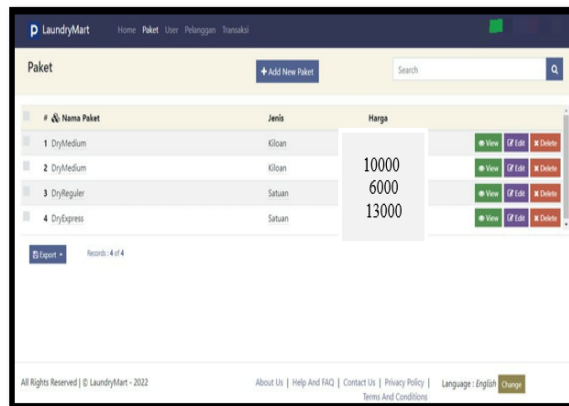 LaundryMart Home Paket User Pelanggan Transaksi
Paket + Add New Paket Search
# Nama Paket Jenis Harga
1 DryMedium Kiloan View Edit Delete
2 DryMedium Kiloan 10000 View Edit Delete
3 DryReguler Satuan 6000 View Edit Delete
4 DryExpress Satuan 13000 View Edit Delete
Export Records : 4 of 4
All Rights Reserved | © LaundryMart - 2022 About Us | Help And FAQ | Contact Us | Privacy Policy | Language : English Change
Terms And Conditions